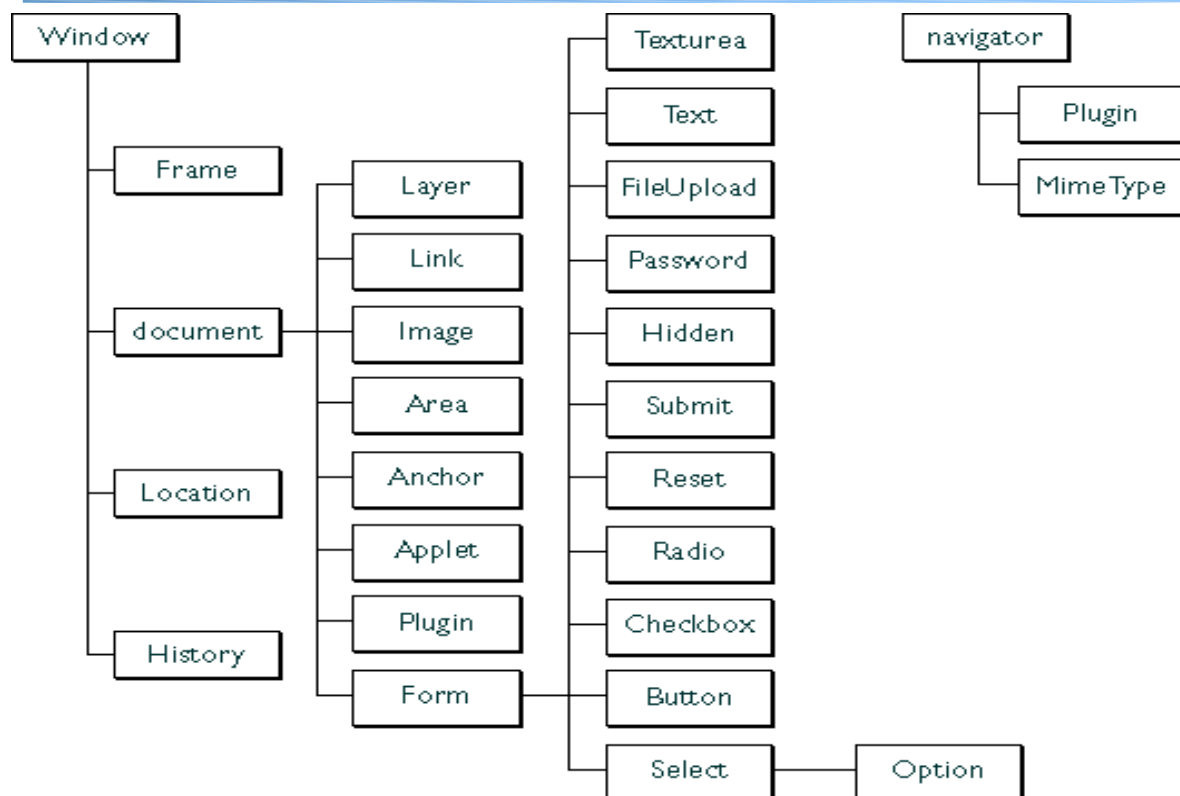 Window
Frame
document
Location
History
Layer
Link
Image
Area
Anchor
Applet
Plugin
Form
Texturea
Text
FileUpload
Password
Hidden
Submit
Reset
Radio
Checkbox
Button
Select
Option
navigator
Plugin
MimeType